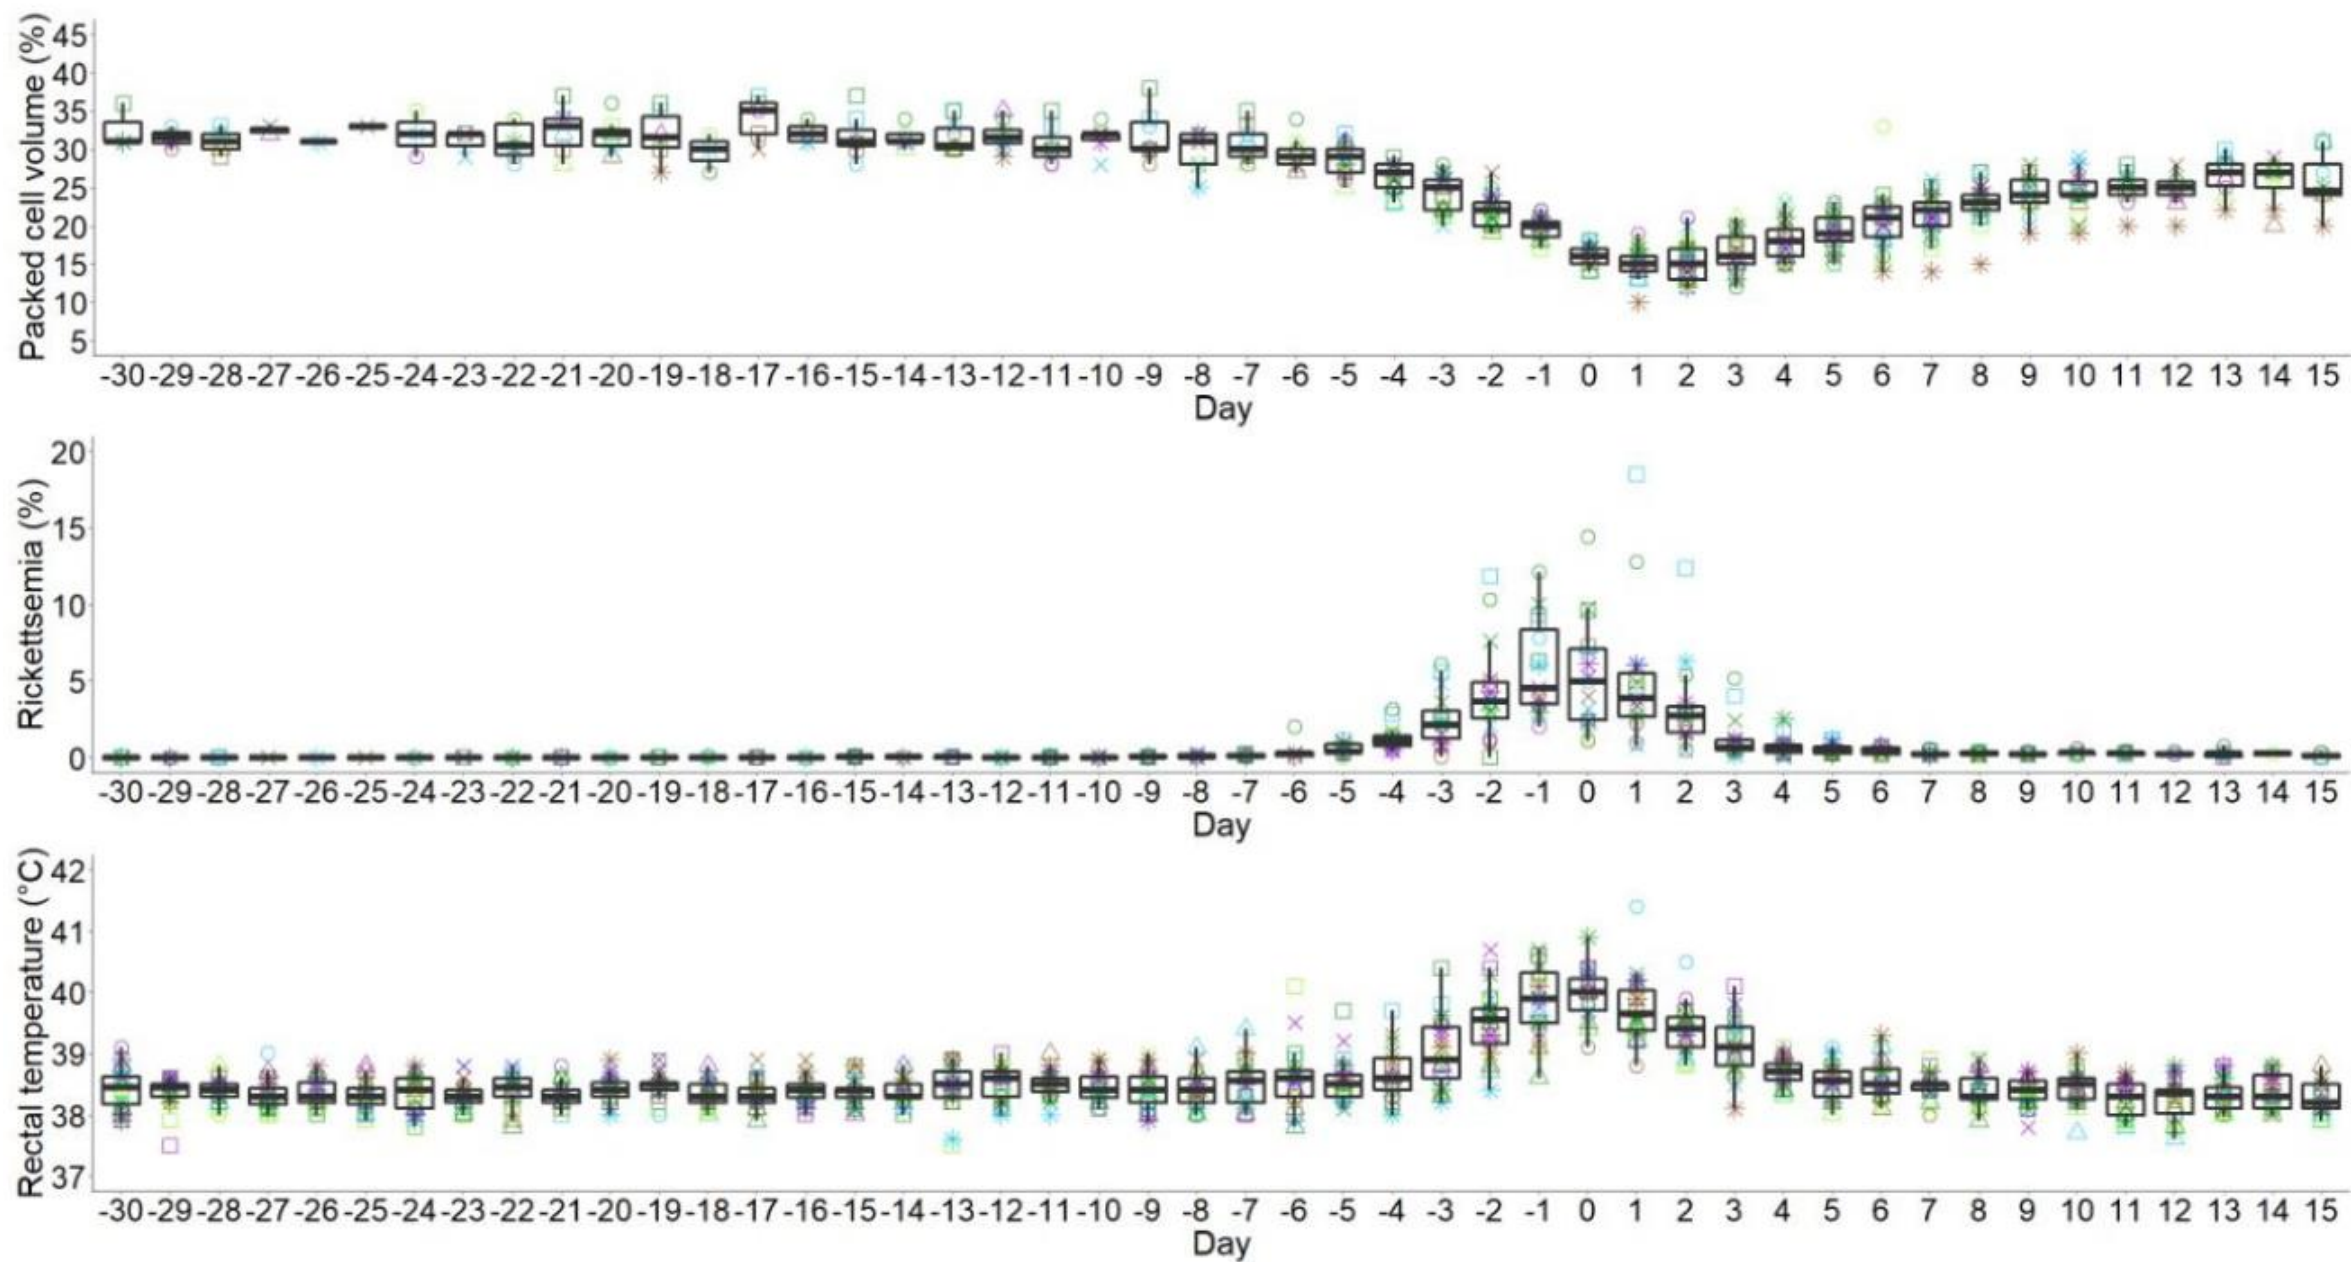 Packed cell volume (%)
45
40
35
30
25
20
15
10
5
-30 -29 -28 -27 -26 -25 -24 -23 -22 -21 -20 -19 -18 -17 -16 -15 -14 -13 -12 -11 -10 -9 -8 -7 -6 -5 -4 -3 -2 -1 0 1 2 3 4 5 6 7 8 9 10 11 12 13 14 15
Day
Rickettsemia (%)
20
15
10
5
0
-30 -29 -28 -27 -26 -25 -24 -23 -22 -21 -20 -19 -18 -17 -16 -15 -14 -13 -12 -11 -10 -9 -8 -7 -6 -5 -4 -3 -2 -1 0 1 2 3 4 5 6 7 8 9 10 11 12 13 14 15
Day
Rectal temperature (°C)
42
41
40
39
38
37
-30 -29 -28 -27 -26 -25 -24 -23 -22 -21 -20 -19 -18 -17 -16 -15 -14 -13 -12 -11 -10 -9 -8 -7 -6 -5 -4 -3 -2 -1 0 1 2 3 4 5 6 7 8 9 10 11 12 13 14 15
Day